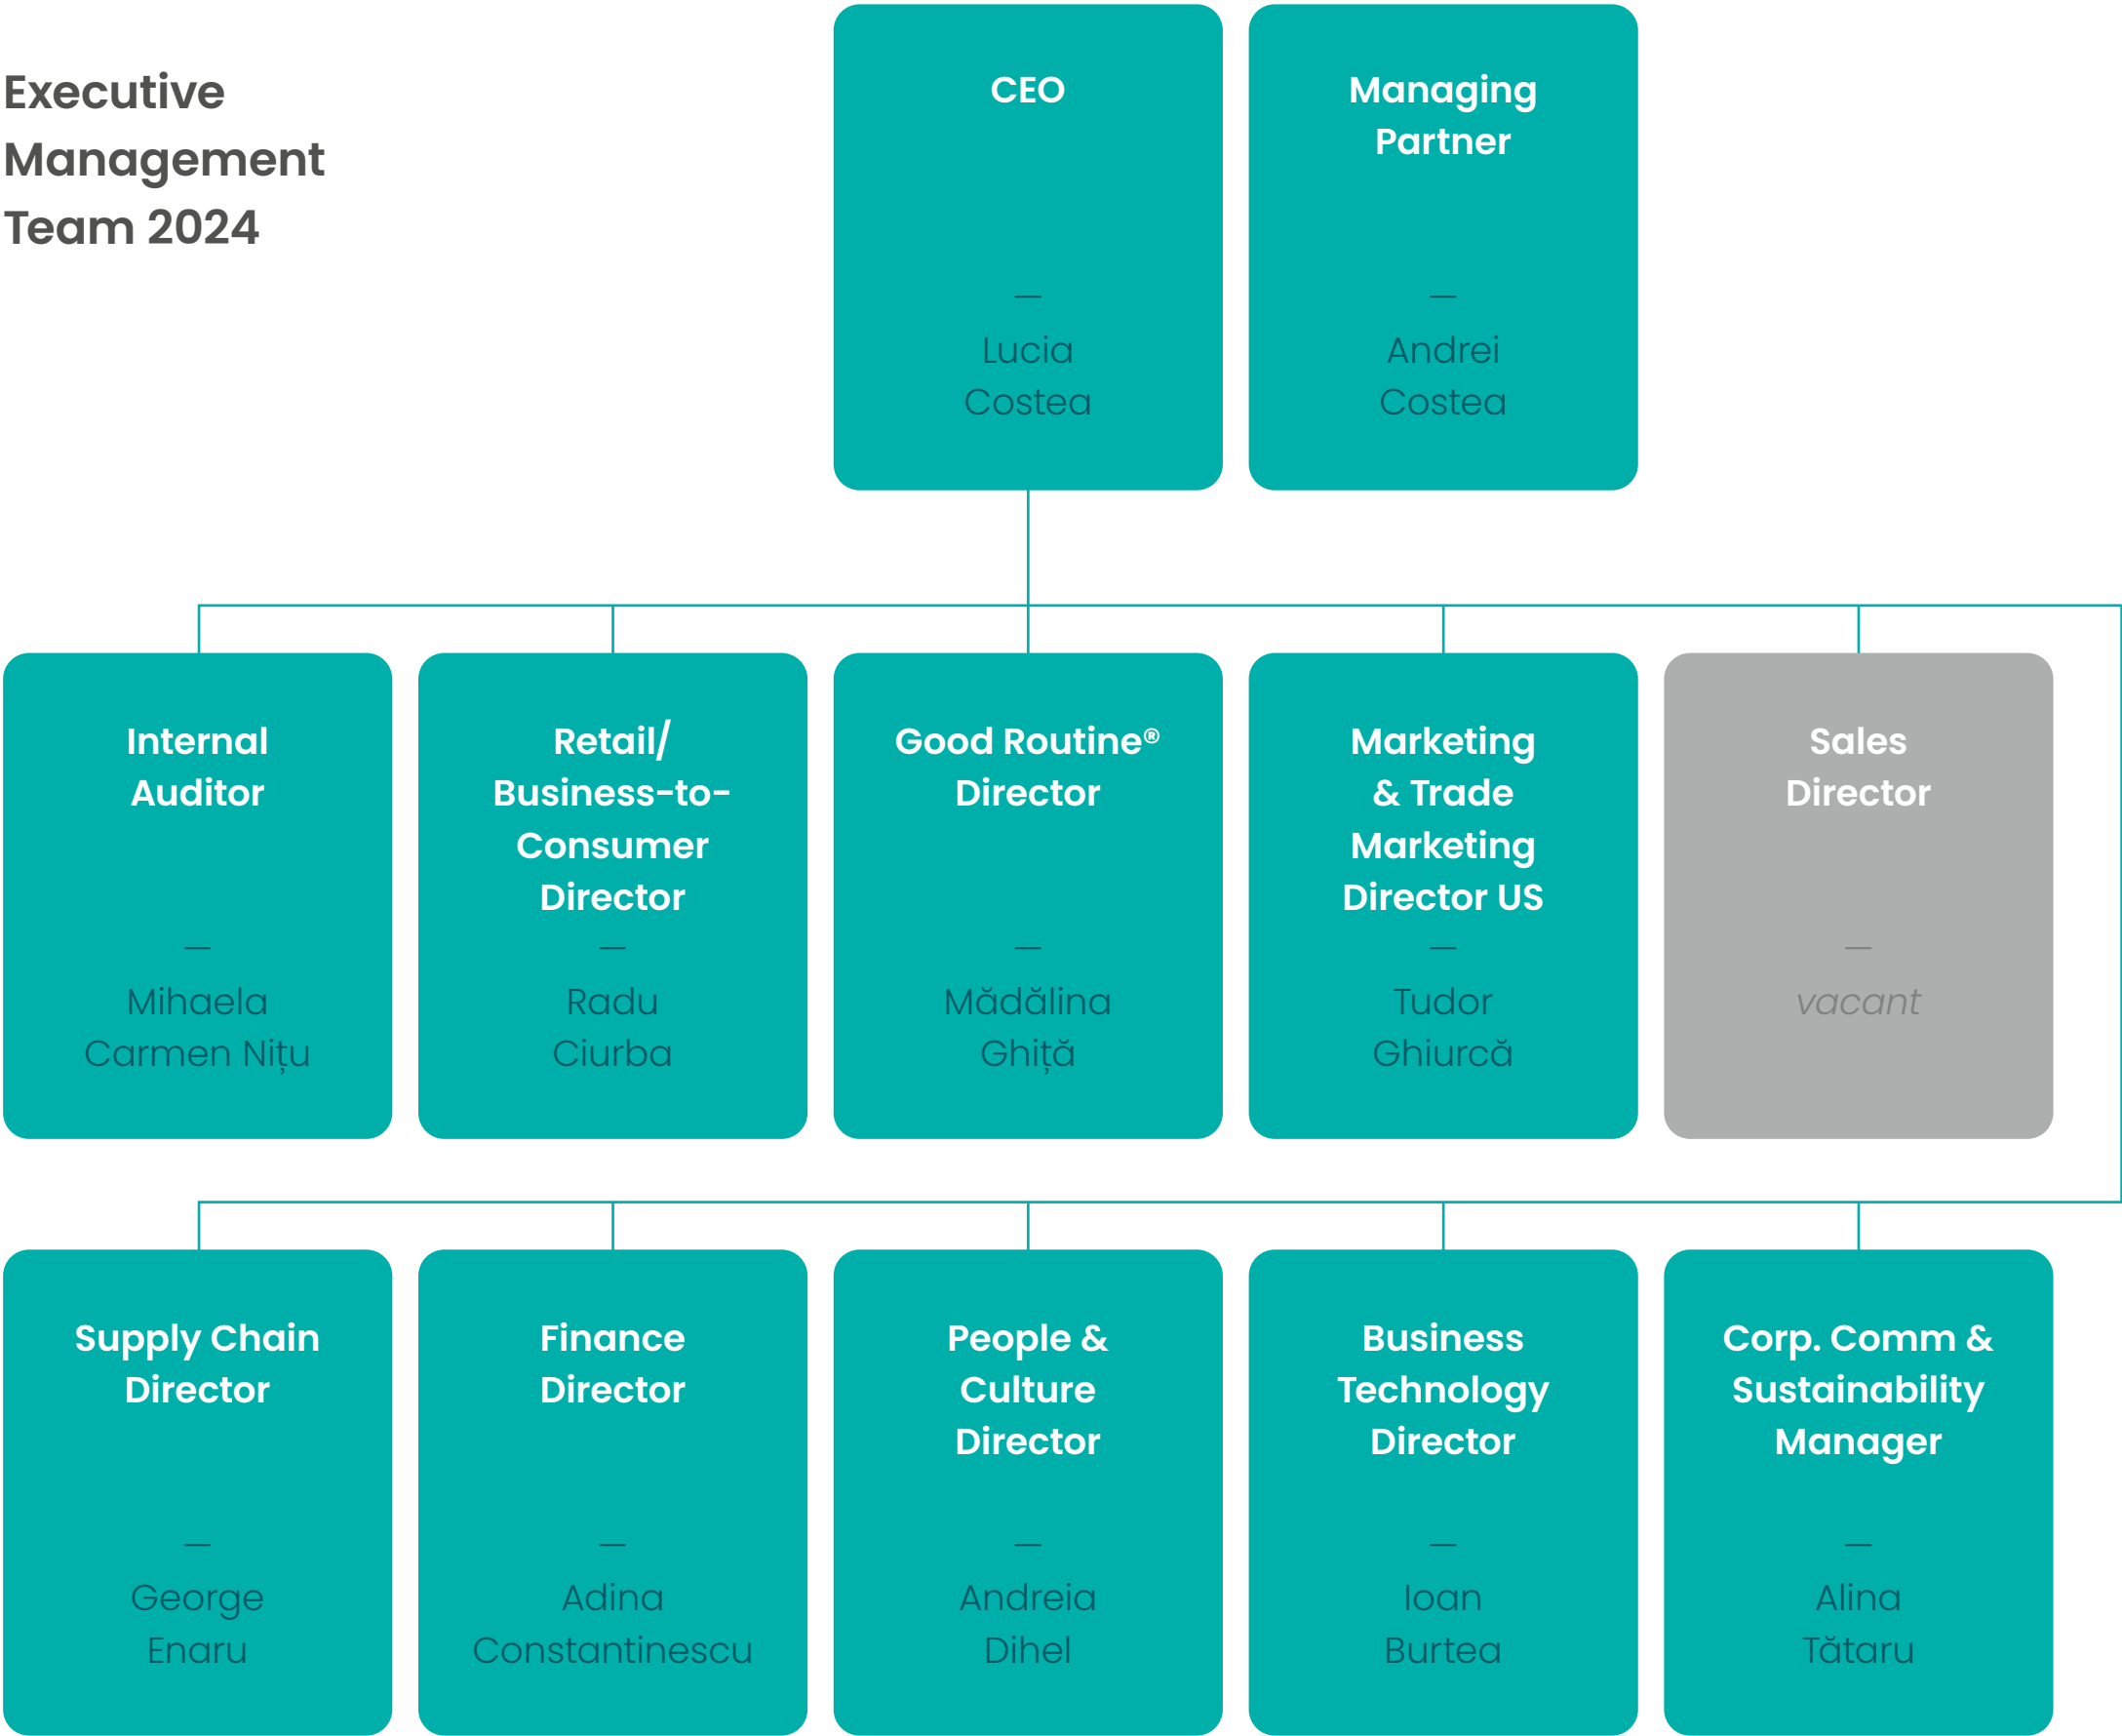 Executive
Management
Team 2024
CEO
—
Lucia
Costea
Managing
Partner
—
Andrei
Costea
Internal
Auditor
—
Mihaela
Carmen Nițu
Retail/
Business-to-
Consumer
Director
—
Radu
Ciurba
Good Routine®
Director
—
Mădălina
Ghiță
Marketing
& Trade
Marketing
Director US
—
Tudor
Ghiurcă
Sales
Director
—
vacant
Supply Chain
Director
—
George
Enaru
Finance
Director
—
Adina
Constantinescu
People &
Culture
Director
—
Andreia
Dihel
Business
Technology
Director
—
Ioan
Burtea
Corp. Comm &
Sustainability
Manager
—
Alina
Tătaru